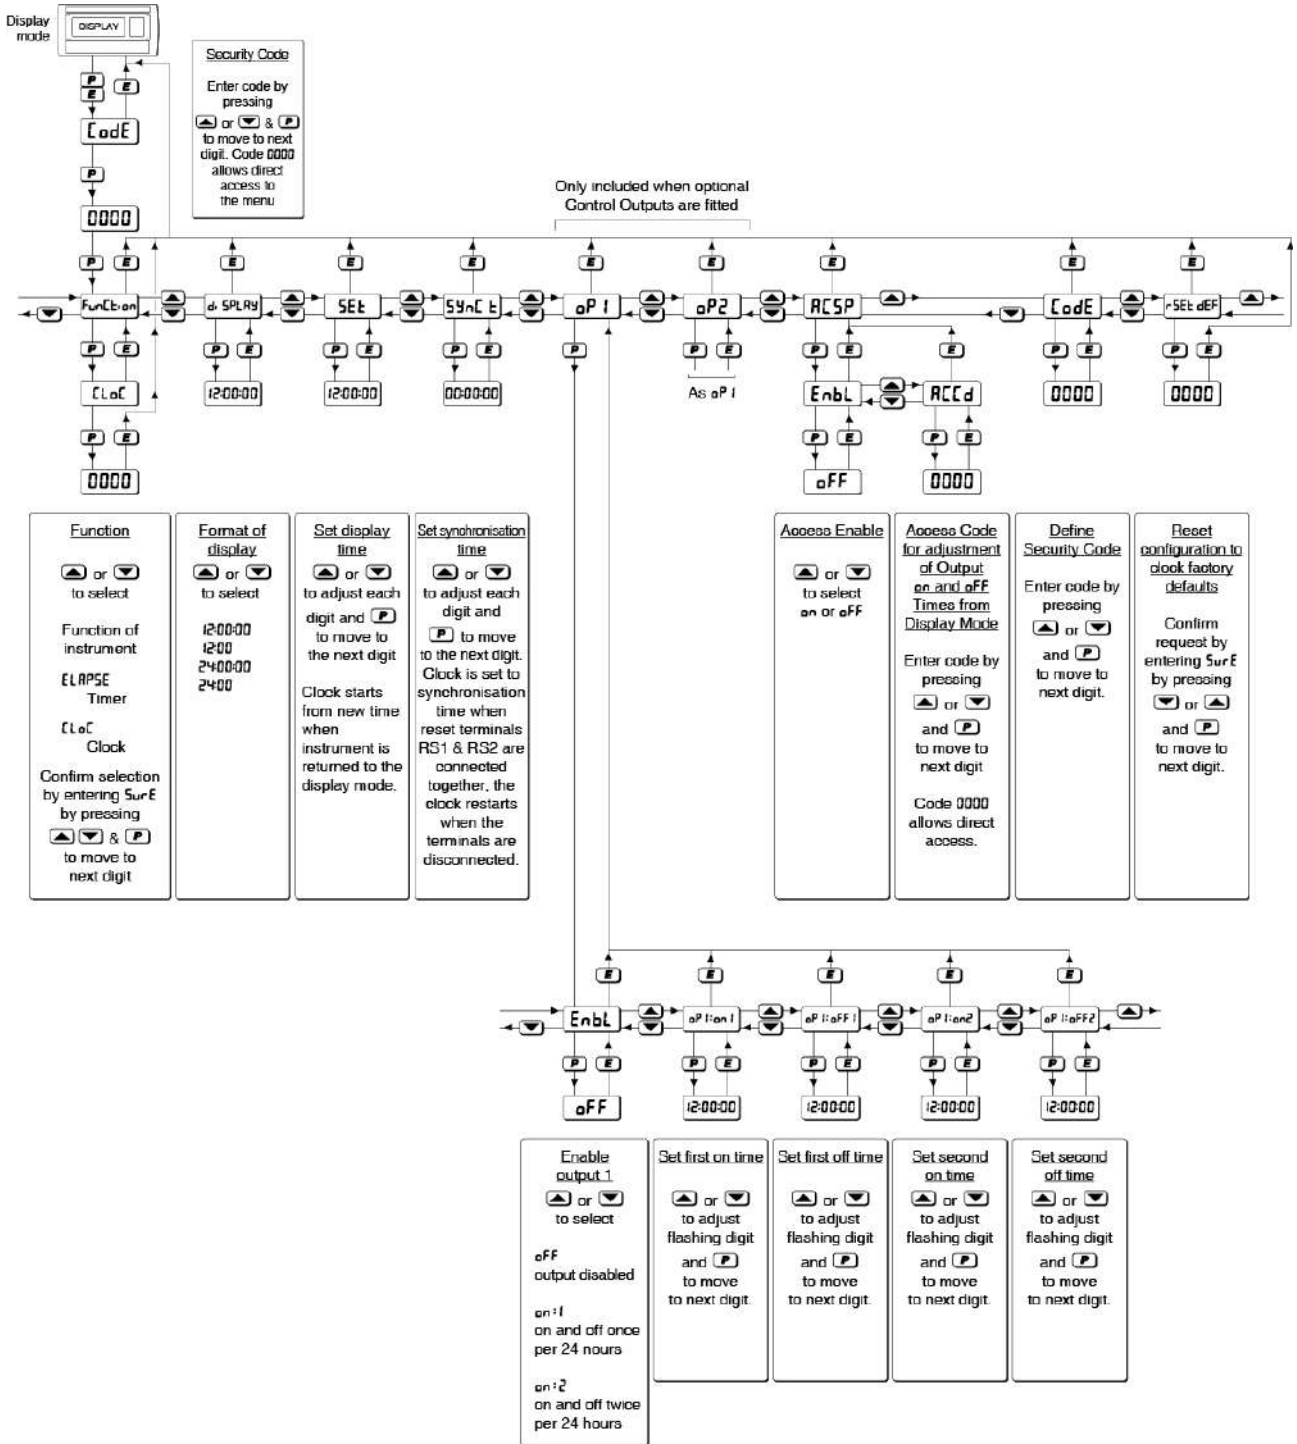 Display
mode
DISPLAY
P
E
E
CodE
P
0000
Security Code
Enter code by
pressing
or & P
to move to next
digit. Code 0000
allows direct
access to
the menu
Only included when optional
Control Outputs are fitted
P E E E E E E E E E
FunCtion di SPLAY SEt SYnC t oP1 oP2 ACSP CodE rSEt dEF
P E P E P E P E P P E P E E P E P E
CLoC 12:00:00 12:00:00 00:00:00 As oP1 EnbL ACCd 0000 0000
P E P E P E
0000 oFF 0000
Function
or
to select
Function of
instrument
ELAPSE
Timer
CLoC
Clock
Confirm selection
by entering SurE
by pressing
& P
to move to
next digit
Format of
display
or
to select
12:00:00
12:00
24:00:00
24:00
Set display
time
or
to adjust each
digit and P
to move to
the next digit
Clock starts
from new time
when
instrument is
returned to the
display mode.
Set synchronisation
time
or
to adjust each
digit and
P to move
to the next digit.
Clock is set to
synchronisation
time when
reset terminals
RS1 & RS2 are
connected
together, the
clock restarts
when the
terminals are
disconnected.
Access Enable
or
to select
on or oFF
Access Code
for adjustment
of Output
on and oFF
Times from
Display Mode
Enter code by
pressing
or
and P
to move to
next digit
Code 0000
allows direct
access.
Define
Security Code
Enter code by
pressing
or
and P
to move to
next digit.
Reset
configuration to
clock factory
defaults
Confirm
request by
entering SurE
by pressing
or
and P
to move to
next digit.
E E E E E
EnbL oP1:on1 oP1:oFF1 oP1:on2 oP1:oFF2
P E P E P E P E P E
oFF 12:00:00 12:00:00 12:00:00 12:00:00
Enable
output 1
or
to select
oFF
output disabled
on:1
on and off once
per 24 hours
on:2
on and off twice
per 24 hours
Set first on time
or
to adjust
flashing digit
and P
to move
to next digit.
Set first off time
or
to adjust
flashing digit
and P
to move
to next digit.
Set second
on time
or
to adjust
flashing digit
and P
to move
to next digit.
Set second
off time
or
to adjust
flashing digit
and P
to move
to next digit.